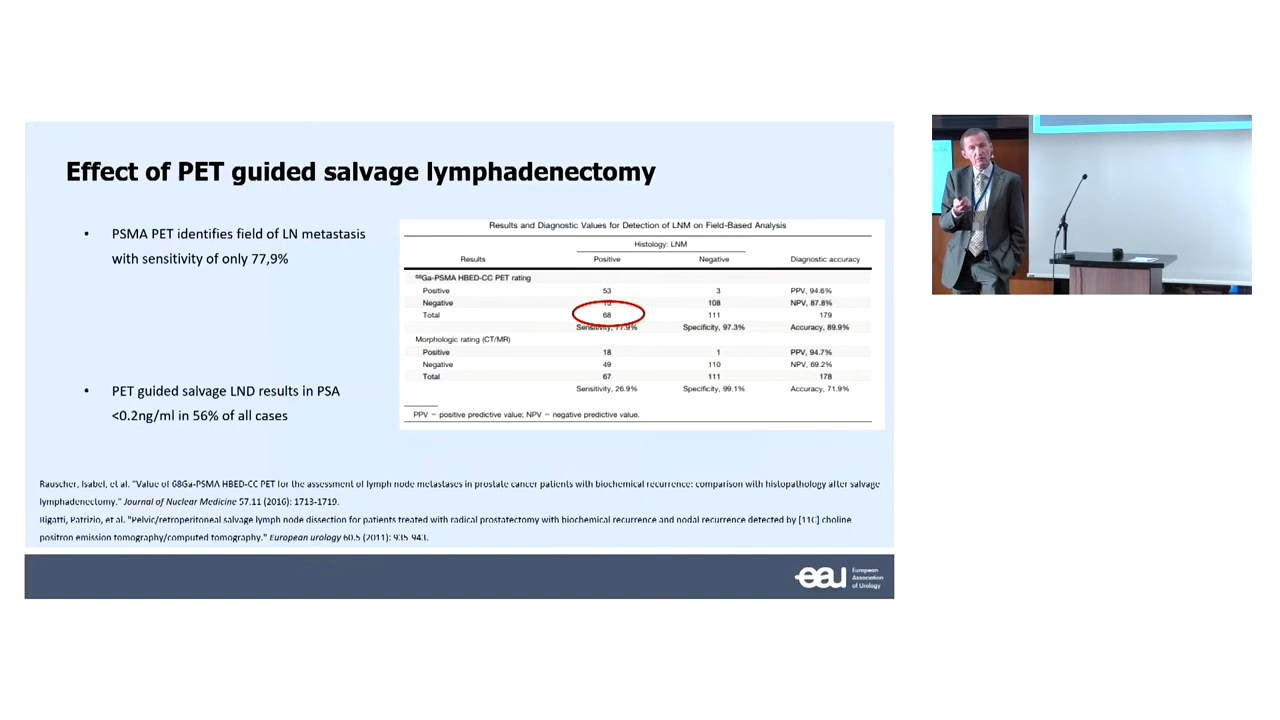 Effect of PET guided salvage lymphadenectomy
• PSMA PET identifies field of LN metastasis
with sensitivity of only 77,9%
• PET guided salvage LND results in PSA
<0.2ng/ml in 56% of all cases
Results and Diagnostic Values for Detection of LNM on Field-Based Analysis
Histology: LNM
Results Positive Negative Diagnostic accuracy
68Ga-PSMA HBED-CC PET rating
Positive 53 3 PPV, 94.6%
Negative 15 108 NPV, 87.8%
Total 68 111 179
Sensitivity, 77.9% Specificity, 97.3% Accuracy, 89.9%
Morphologic rating (CT/MR)
Positive 18 1 PPV, 94.7%
Negative 49 110 NPV, 69.2%
Total 67 111 178
Sensitivity, 26.9% Specificity, 99.1% Accuracy, 71.9%
PPV = positive predictive value; NPV = negative predictive value.
Rauscher, Isabel, et al. "Value of 68Ga-PSMA HBED-CC PET for the assessment of lymph node metastases in prostate cancer patients with biochemical recurrence: comparison with histopathology after salvage
lymphadenectomy." Journal of Nuclear Medicine 57.11 (2016): 1713-1719.
Rigatti, Patrizio, et al. "Pelvic/retroperitoneal salvage lymph node dissection for patients treated with radical prostatectomy with biochemical recurrence and nodal recurrence detected by [11C] choline
positron emission tomography/computed tomography." European urology 60.5 (2011): 935-943.
eau European
Association
of Urology